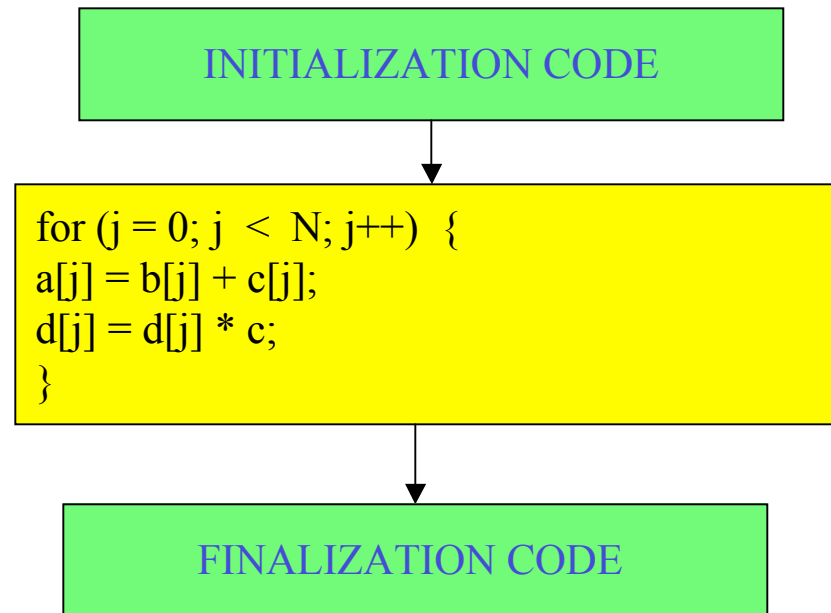 INITIALIZATION CODE
for (j = 0; j < N; j++) {
a[j] = b[j] + c[j];
d[j] = d[j] * c;
}
FINALIZATION CODE